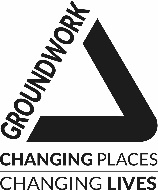 GROUNDWORK
CHANGING PLACES
CHANGING LIVES